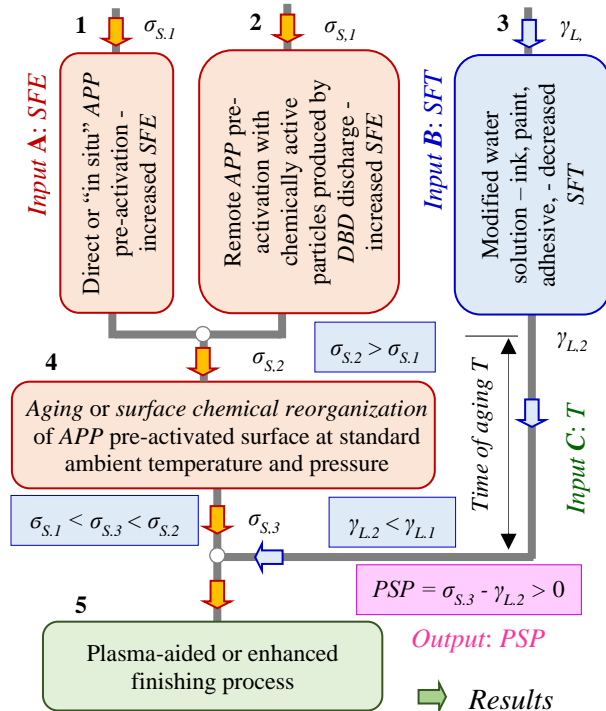 1
σS.1
2
σS,1
3
γL,
Input A: SFE
Direct or “in situ” APP
pre-activation -
increased SFE
Remote APP pre-
activation with
chemically active
particles produced by
DBD discharge -
increased SFE
Input B: SFT
Modified water
solution – ink, paint,
adhesive, - decreased
SFT
σS.2
σS.2 > σS.1
γL.2
4
Aging or surface chemical reorganization
of APP pre-activated surface at standard
ambient temperature and pressure
Time of aging T
Input C: T
σS.1 < σS.3 < σS.2
σS.3
γL.2 < γL.1
PSP = σS.3 - γL.2 > 0
5
Output: PSP
Plasma-aided or enhanced
finishing process
Results